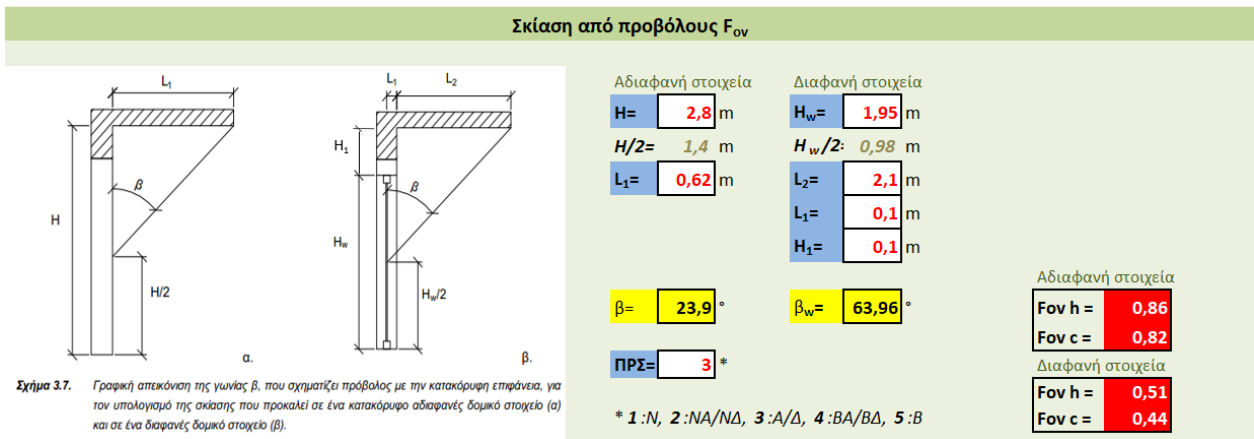 Σκίαση από προβόλους Fov
L1
L1 L2
H1
β
β
H
Hw
H/2
Hw/2
α.
β.
Σχήμα 3.7. Γραφική απεικόνιση της γωνίας β, που σχηματίζει πρόβολος με την κατακόρυφη επιφάνεια, για
τον υπολογισμό της σκίασης που προκαλεί σε ένα κατακόρυφο αδιαφανές δομικό στοιχείο (α)
και σε ένα διαφανές δομικό στοιχείο (β).
Αδιαφανή στοιχεία Διαφανή στοιχεία
H= 2,8 m Hw= 1,95 m
H/2= 1,4 m Hw/2: 0,98 m
L1= 0,62 m L2= 2,1 m
L1= 0,1 m
H1= 0,1 m
β= 23,9 ° βw= 63,96 °
ΠΡΣ= 3 *
* 1 :Ν, 2 :ΝΑ/ΝΔ, 3 :Α/Δ, 4 :ΒΑ/ΒΔ, 5 :Β
Αδιαφανή στοιχεία
Fov h = 0,86
Fov c = 0,82
Διαφανή στοιχεία
Fov h = 0,51
Fov c = 0,44